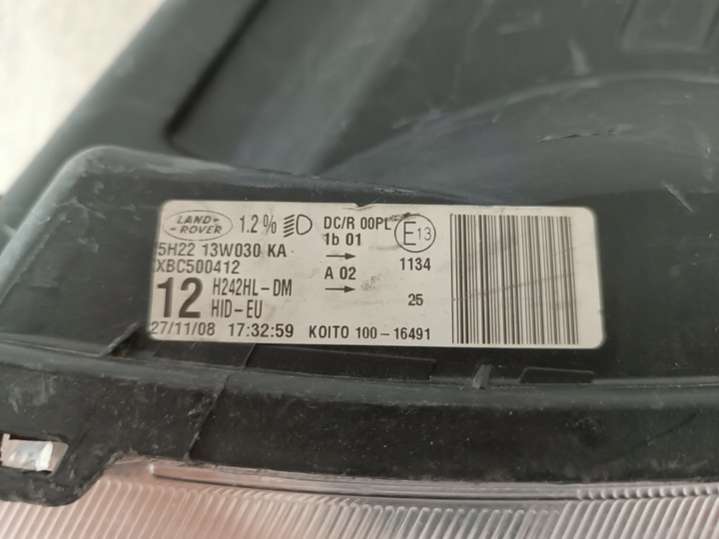 LAND-
ROVER
1.2% DC/R 00PL E13
1b 01
5H22 13W030 KA
XBC500412
A 02 1134
12 H242HL-DM
HID-EU
25
27/11/08 17:32:59 KOITO 100-16491